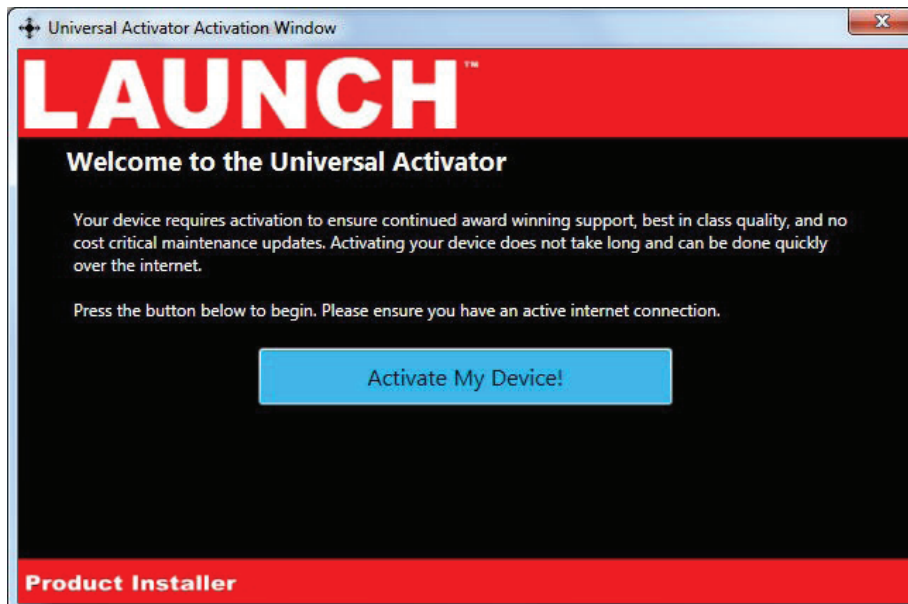 Universal Activator Activation Window
LAUNCH™
Welcome to the Universal Activator
Your device requires activation to ensure continued award winning support, best in class quality, and no
cost critical maintenance updates. Activating your device does not take long and can be done quickly
over the internet.
Press the button below to begin. Please ensure you have an active internet connection.
Activate My Device!
Product Installer